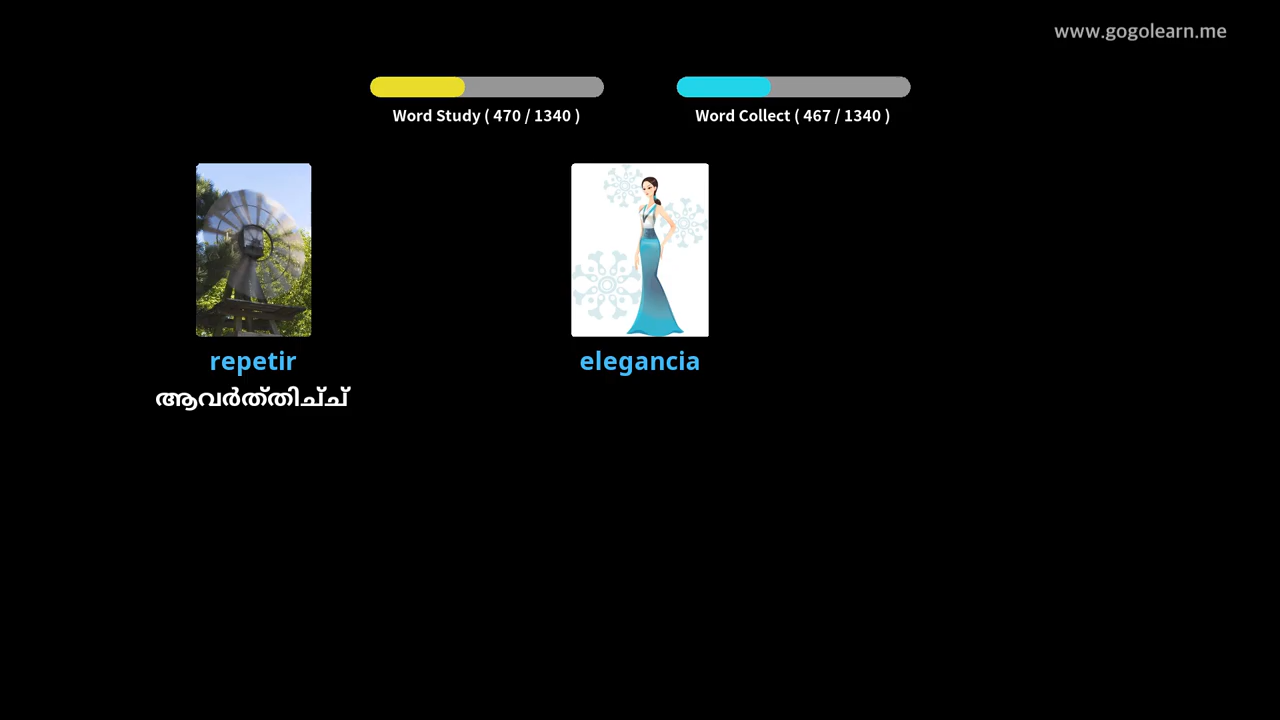 www.gogolearn.me
Word Study ( 470 / 1340 )
Word Collect ( 467 / 1340 )
repetir
ആവർത്തിച്ച്
elegancia